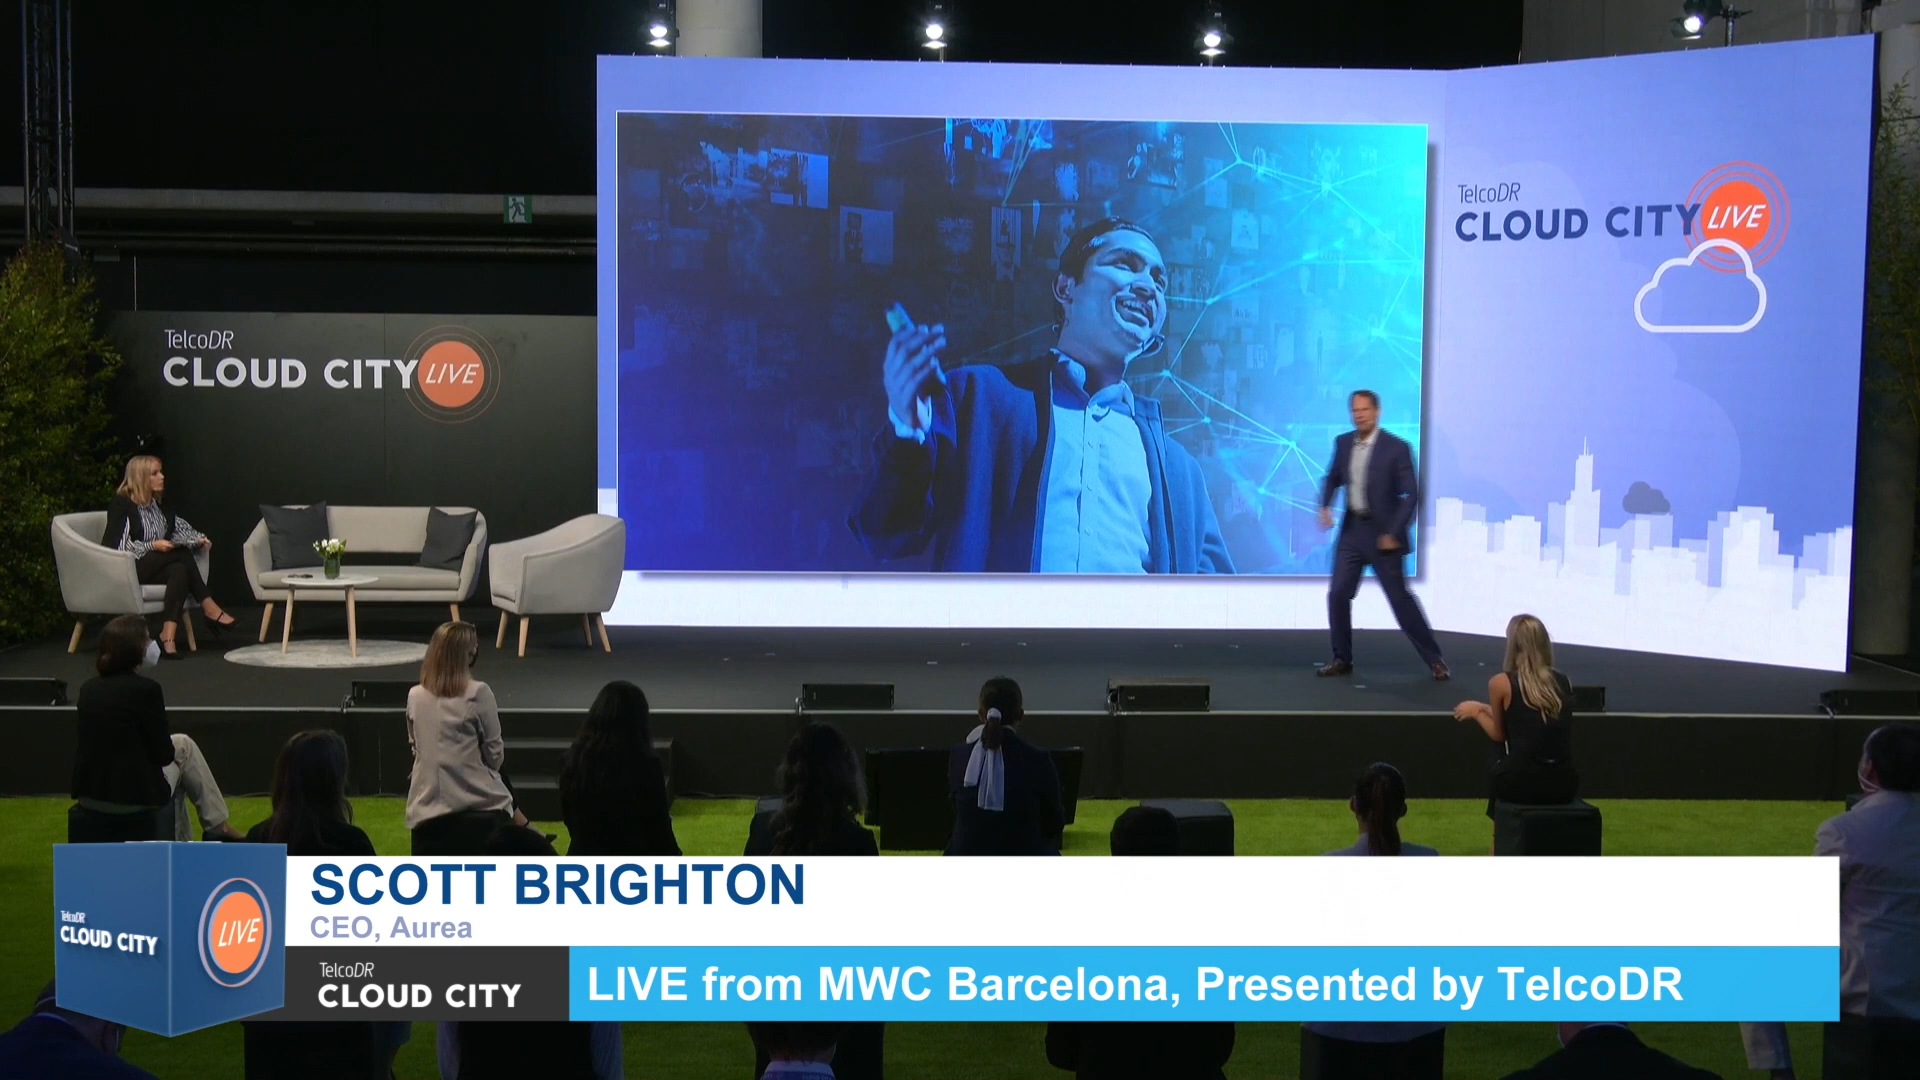 TelcoDR
CLOUD CITY LIVE
TelcoDR
CLOUD CITY LIVE
SCOTT BRIGHTON
CEO, Aurea
TelcoDR
CLOUD CITY
LIVE
TelcoDR
CLOUD CITY
LIVE from MWC Barcelona, Presented by TelcoDR